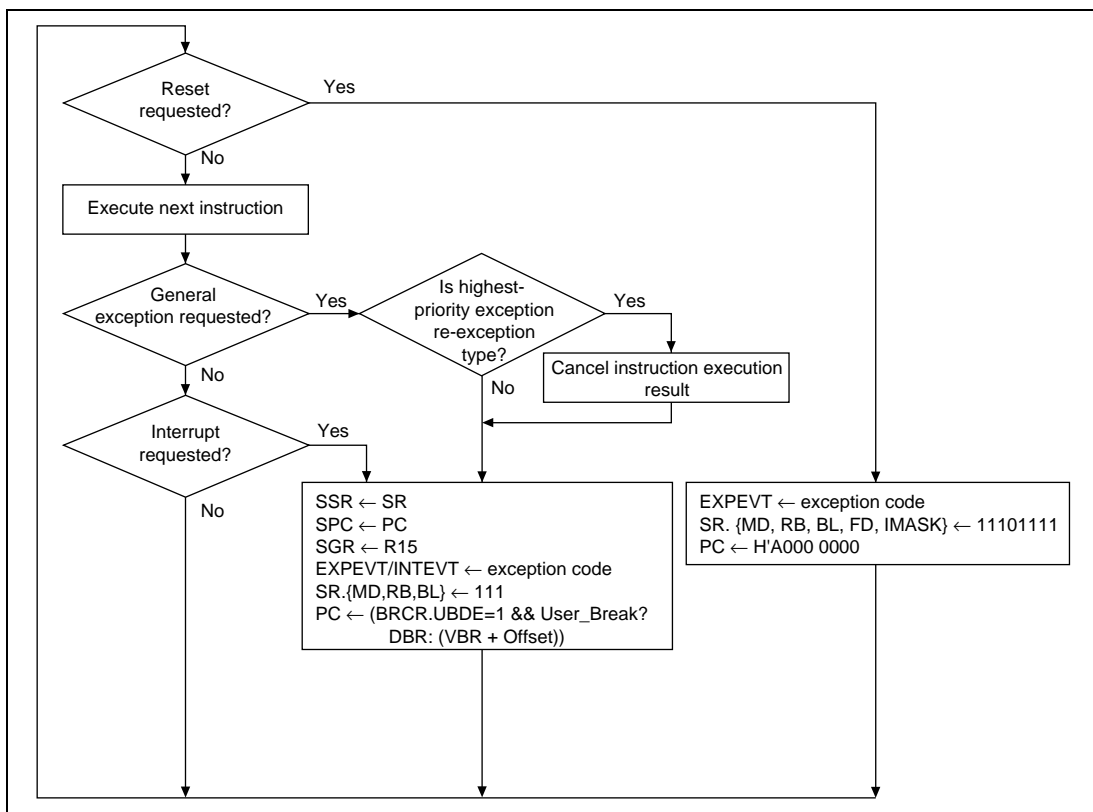 Reset
requested?
Yes
No
Execute next instruction
General
exception requested?
Yes
Is highest-
priority exception
re-exception
type?
Yes
Cancel instruction execution
result
No
No
Interrupt
requested?
Yes
No
SSR ← SR
SPC ← PC
SGR ← R15
EXPEVT/INTEVT ← exception code
SR.{MD,RB,BL} ← 111
PC ← (BRCR.UBDE=1 && User_Break?
DBR: (VBR + Offset))
EXPEVT ← exception code
SR. {MD, RB, BL, FD, IMASK} ← 11101111
PC ← H'A000 0000